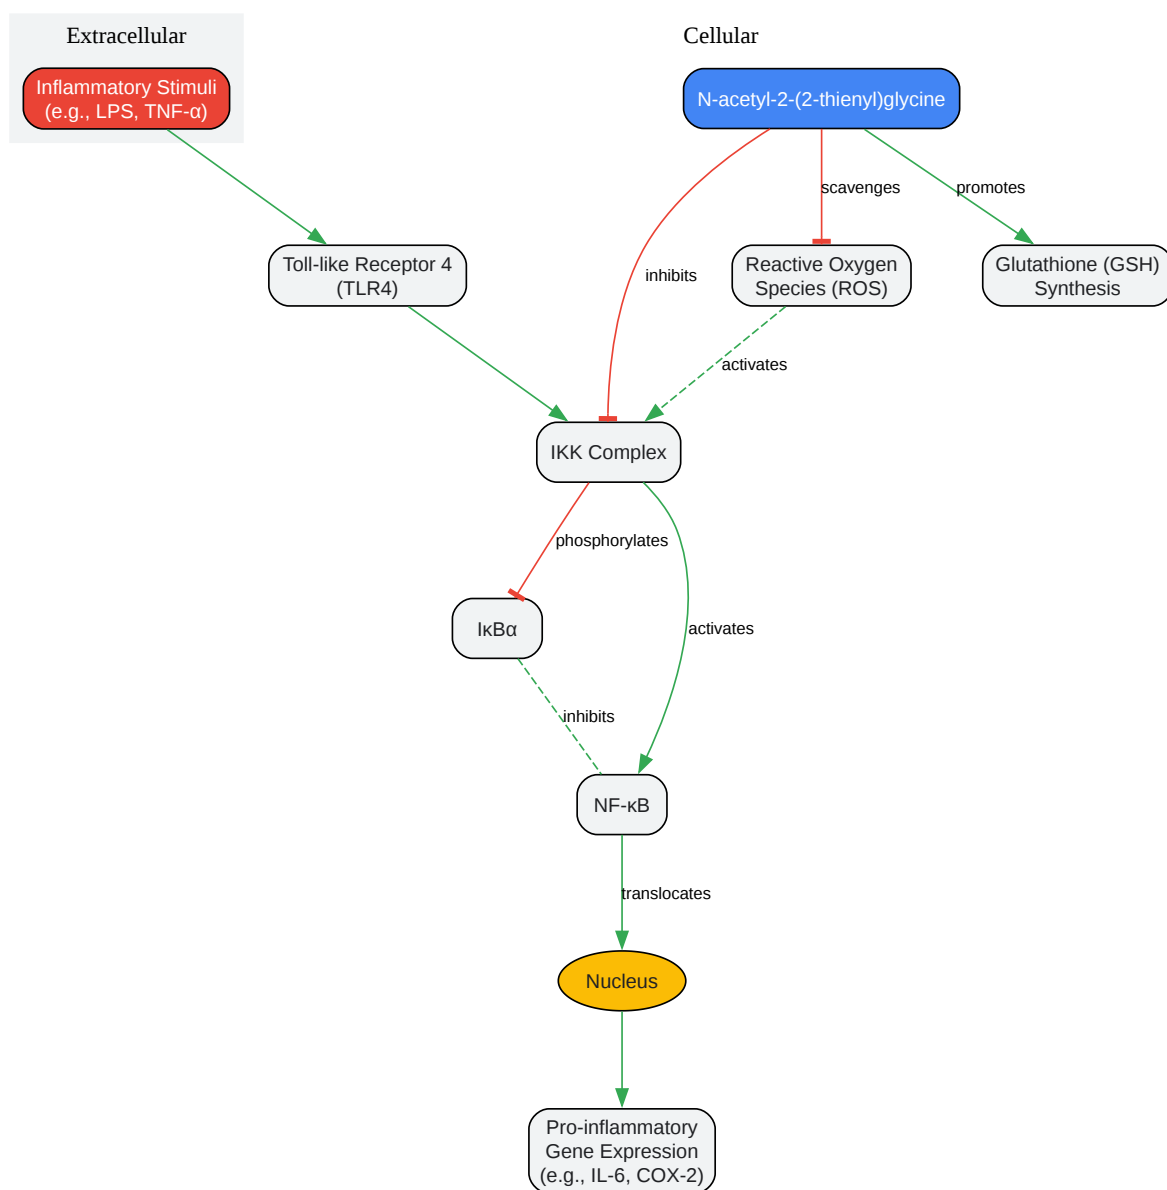 Extracellular
Cellular
Inflammatory Stimuli
(e.g., LPS, TNF-α)
N-acetyl-2-(2-thienyl)glycine
scavenges
promotes
Toll-like Receptor 4
(TLR4)
inhibits
Reactive Oxygen
Species (ROS)
Glutathione (GSH)
Synthesis
activates
IKK Complex
phosphorylates
IκBα
activates
inhibits
NF-κB
translocates
Nucleus
Pro-inflammatory
Gene Expression
(e.g., IL-6, COX-2)